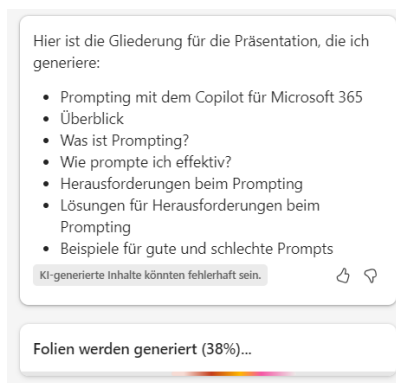 Hier ist die Gliederung für die Präsentation, die ich
generiere:
• Prompting mit dem Copilot für Microsoft 365
• Überblick
• Was ist Prompting?
• Wie prompte ich effektiv?
• Herausforderungen beim Prompting
• Lösungen für Herausforderungen beim
Prompting
• Beispiele für gute und schlechte Prompts
KI-generierte Inhalte könnten fehlerhaft sein.
Folien werden generiert (38%)...